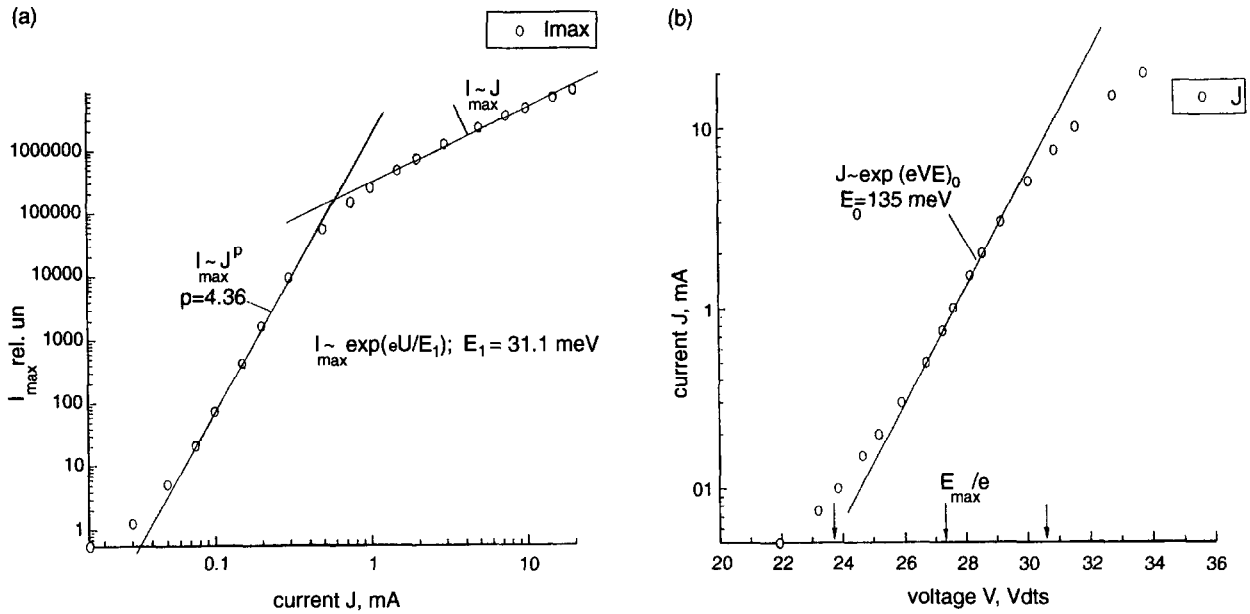 (a)
o Imax
I ~ J
max
1000000
100000
10000
1000
100
10
1
I max rel. un
I ~ J p
max
p=4.36
I ~ exp(eU/E1); E1 = 31.1 meV
max
0.1
1
10
current J, mA
(b)
o J
10
1
01
current J, mA
J~exp (eVE)0
E0=135 meV
Emax/e
20
22
24
26
28
30
32
34
36
voltage V, Vdts